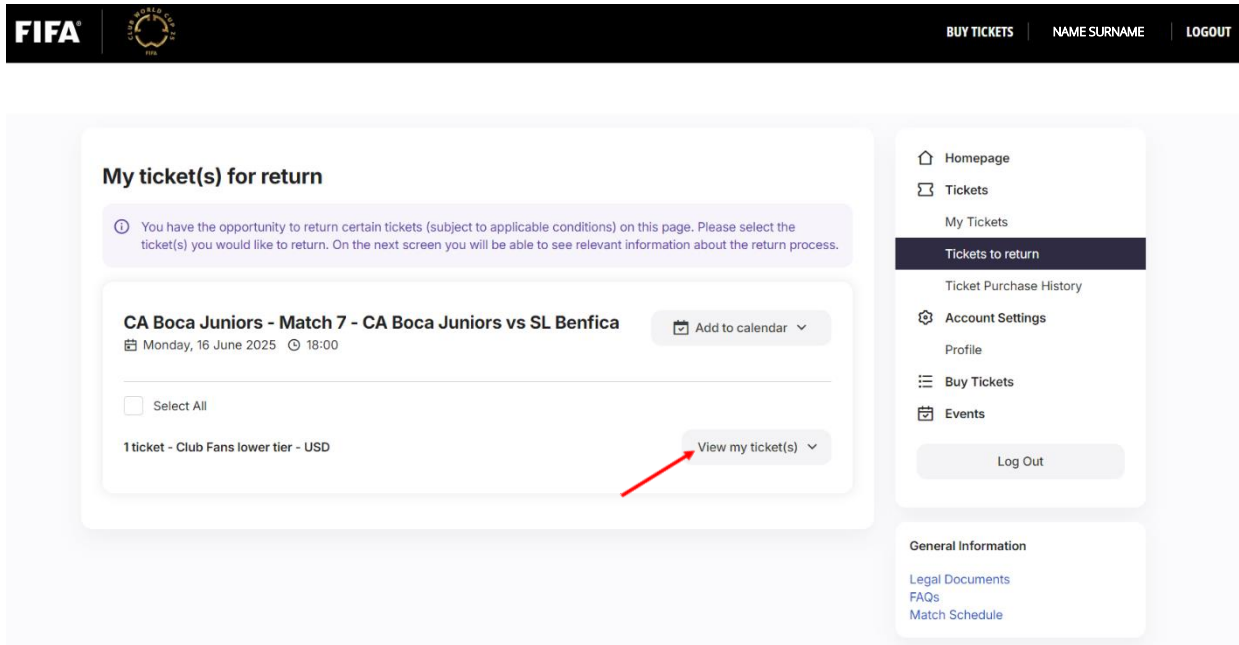 FIFA®
CLUB WORLD CUP 25
FIFA
BUY TICKETS
NAME SURNAME
LOGOUT
My ticket(s) for return
You have the opportunity to return certain tickets (subject to applicable conditions) on this page. Please select the
ticket(s) you would like to return. On the next screen you will be able to see relevant information about the return process.
CA Boca Juniors - Match 7 - CA Boca Juniors vs SL Benfica
Monday, 16 June 2025 18:00
Add to calendar
Select All
1 ticket - Club Fans lower tier - USD
View my ticket(s)
Homepage
Tickets
My Tickets
Tickets to return
Ticket Purchase History
Account Settings
Profile
Buy Tickets
Events
Log Out
General Information
Legal Documents
FAQs
Match Schedule